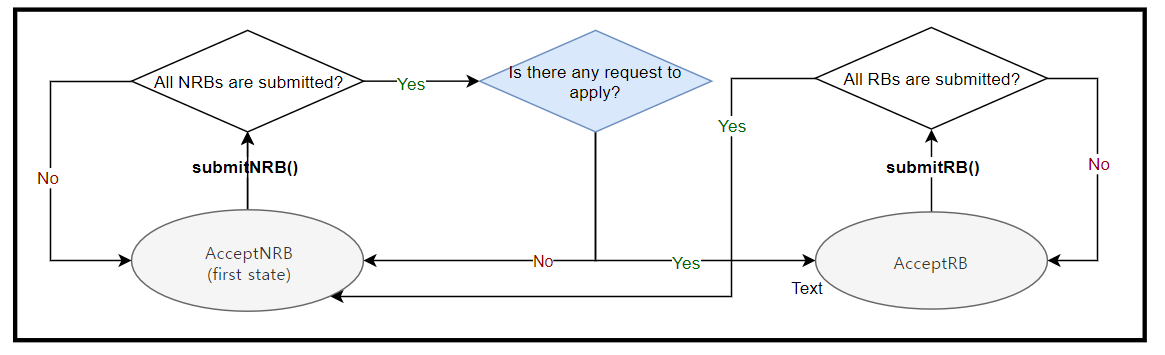 All NRBs are submitted?
Yes
Is there any request to
apply?
All RBs are submitted?
Yes
submitNRB()
submitRB()
No
No
AcceptNRB
(first state)
No
Yes
AcceptRB
Text